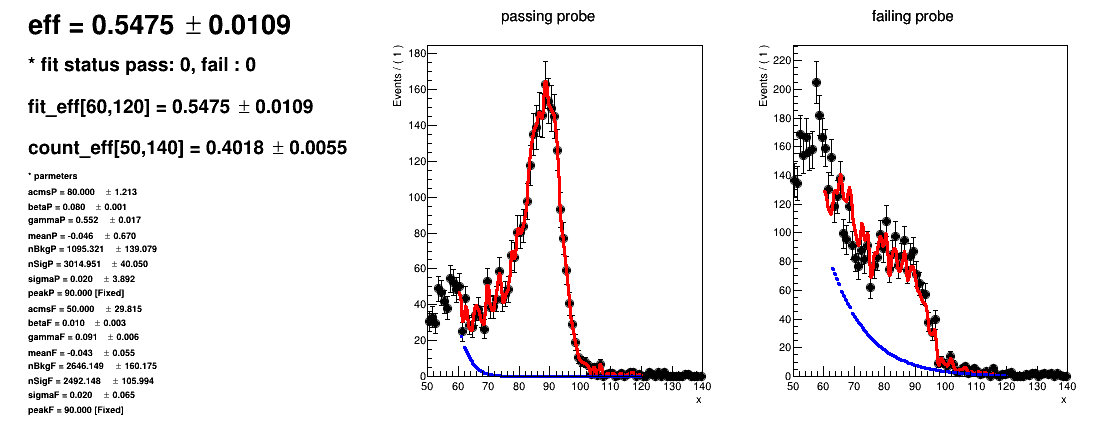 eff = 0.5475 ± 0.0109
* fit status pass: 0, fail : 0
fit_eff[60,120] = 0.5475 ± 0.0109
count_eff[50,140] = 0.4018 ± 0.0055
* parmeters
acmsP = 80.000 ± 1.213
betaP = 0.080 ± 0.001
gammaP = 0.552 ± 0.017
meanP = -0.046 ± 0.670
nBkgP = 1095.321 ± 139.079
nSigP = 3014.951 ± 40.050
sigmaP = 0.020 ± 3.892
peakP = 90.000 [Fixed]
acmsF = 50.000 ± 29.815
betaF = 0.010 ± 0.003
gammaF = 0.091 ± 0.006
meanF = -0.043 ± 0.055
nBkgF = 2646.149 ± 160.175
nSigF = 2492.148 ± 105.994
sigmaF = 0.020 ± 0.065
peakF = 90.000 [Fixed]
passing probe
Events / ( 1 )
180
160
140
120
100
80
60
40
20
0
50 60 70 80 90 100 110 120 130 140
x
failing probe
Events / ( 1 )
220
200
180
160
140
120
100
80
60
40
20
0
50 60 70 80 90 100 110 120 130 140
x